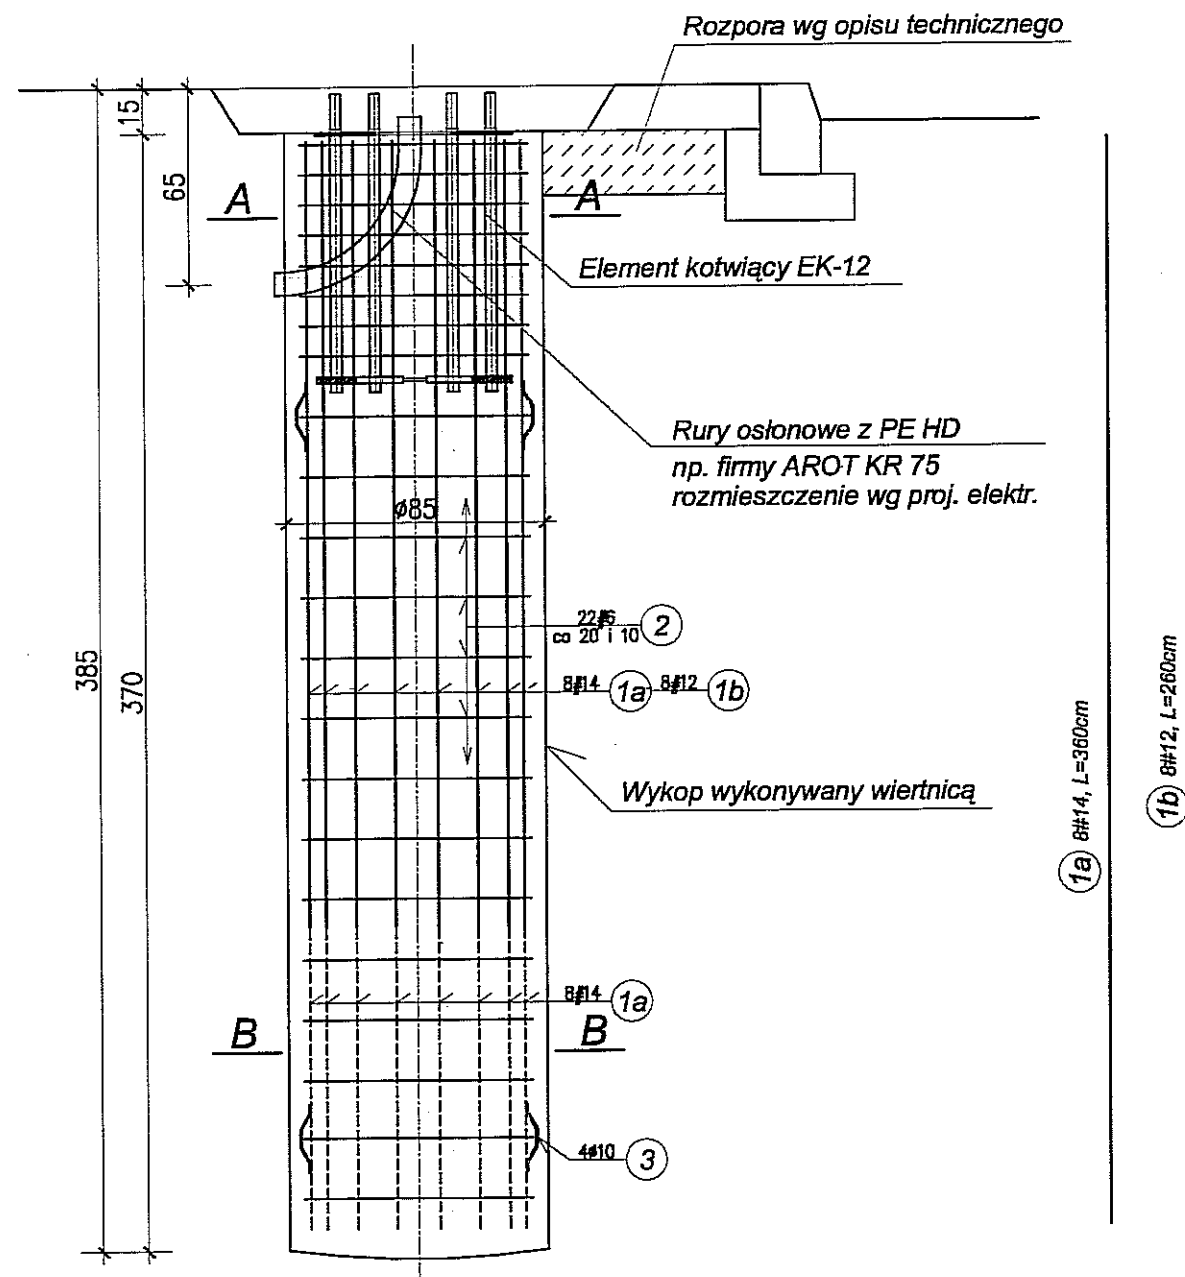 Rozpora wg opisu technicznego
15
65
A
A
Element kotwiący EK-12
Rury osłonowe z PE HD
np. firmy AROT KR 75
rozmieszczenie wg proj. elektr.
ø85
22#6
co 20 i 10
2
385
370
8#14
1a
8#12
1b
Wykop wykonywany wiertnicą
1a
8#14, L=360cm
1b
8#12, L=260cm
8#14
1a
B
B
4ø10
3